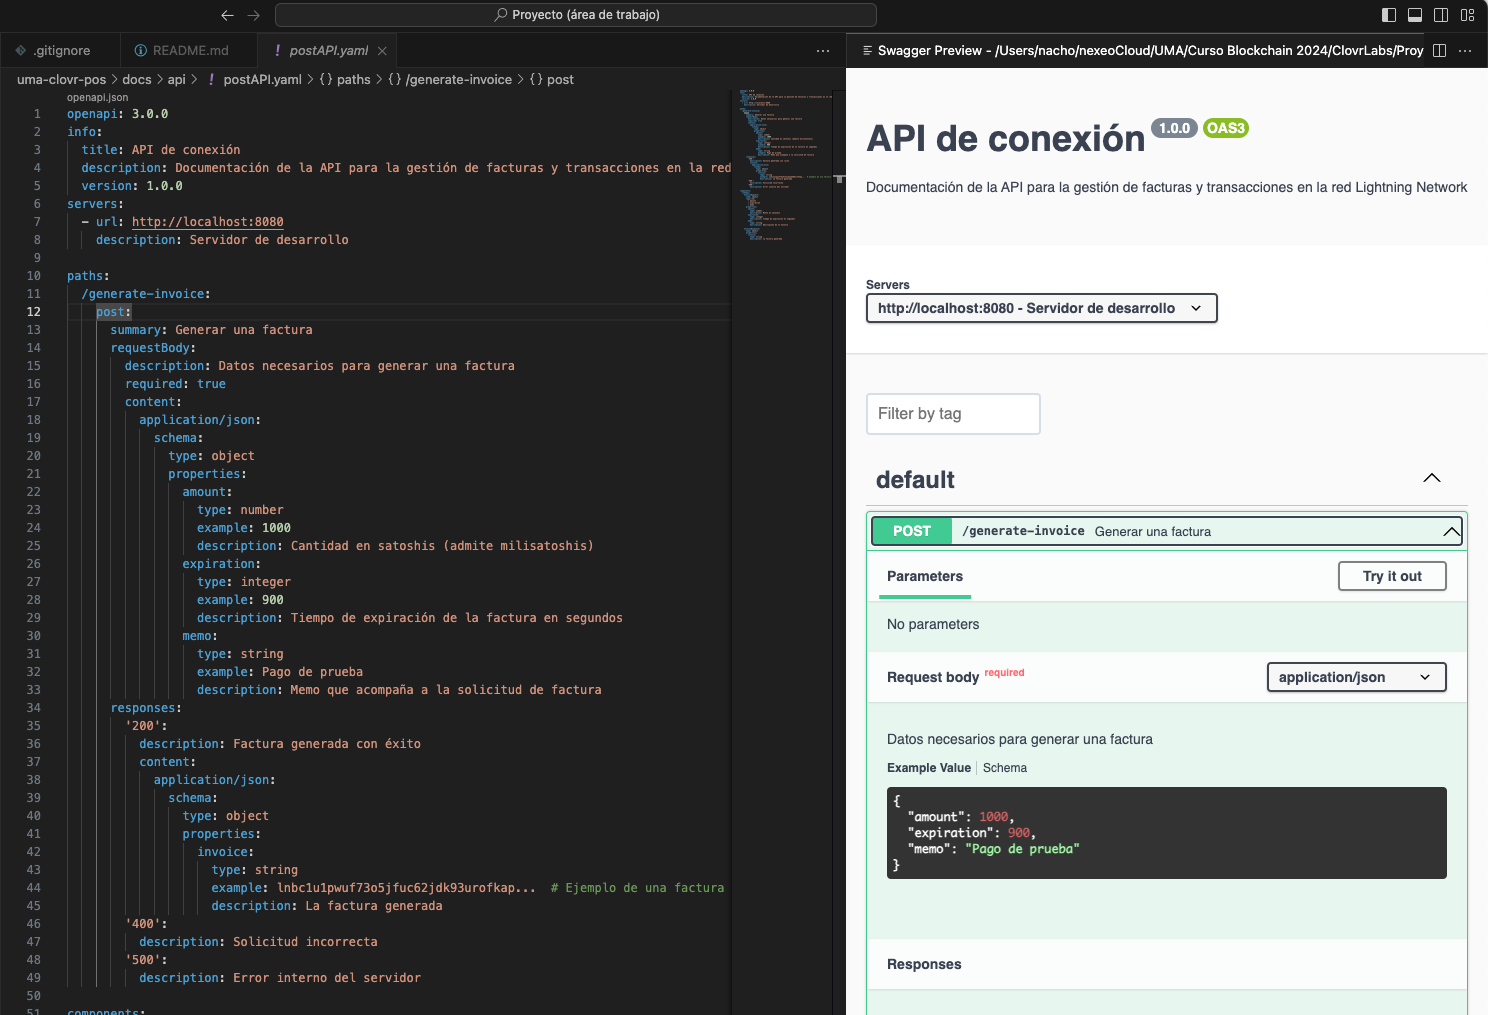 Proyecto (área de trabajo)
.gitignore
README.md
! postAPI.yaml
Swagger Preview - /Users/nacho/nexeoCloud/UMA/Curso Blockchain 2024/ClovrLabs/Proy
uma-clovr-pos > docs > api > ! postAPI.yaml > {} paths > {} /generate-invoice > {} post
openapi.json
1 openapi: 3.0.0
2 info:
3 title: API de conexión
4 description: Documentación de la API para la gestión de facturas y transacciones en la red
5 version: 1.0.0
6 servers:
7 - url: http://localhost:8080
8 description: Servidor de desarrollo
9
10 paths:
11 /generate-invoice:
12 post:
13 summary: Generar una factura
14 requestBody:
15 description: Datos necesarios para generar una factura
16 required: true
17 content:
18 application/json:
19 schema:
20 type: object
21 properties:
22 amount:
23 type: number
24 example: 1000
25 description: Cantidad en satoshis (admite milisatoshis)
26 expiration:
27 type: integer
28 example: 900
29 description: Tiempo de expiración de la factura en segundos
30 memo:
31 type: string
32 example: Pago de prueba
33 description: Memo que acompaña a la solicitud de factura
34 responses:
35 '200':
36 description: Factura generada con éxito
37 content:
38 application/json:
39 schema:
40 type: object
41 properties:
42 invoice:
43 type: string
44 example: lnbc1u1pwuf73o5jfuc62jdk93urofkap... # Ejemplo de una factura
45 description: La factura generada
46 '400':
47 description: Solicitud incorrecta
48 '500':
49 description: Error interno del servidor
50
51 components:
API de conexión 1.0.0 OAS3
Documentación de la API para la gestión de facturas y transacciones en la red Lightning Network
Servers
http://localhost:8080 - Servidor de desarrollo
Filter by tag
default
POST /generate-invoice Generar una factura
Parameters
Try it out
No parameters
Request body required
application/json
Datos necesarios para generar una factura
Example Value | Schema
{
"amount": 1000,
"expiration": 900,
"memo": "Pago de prueba"
}
Responses